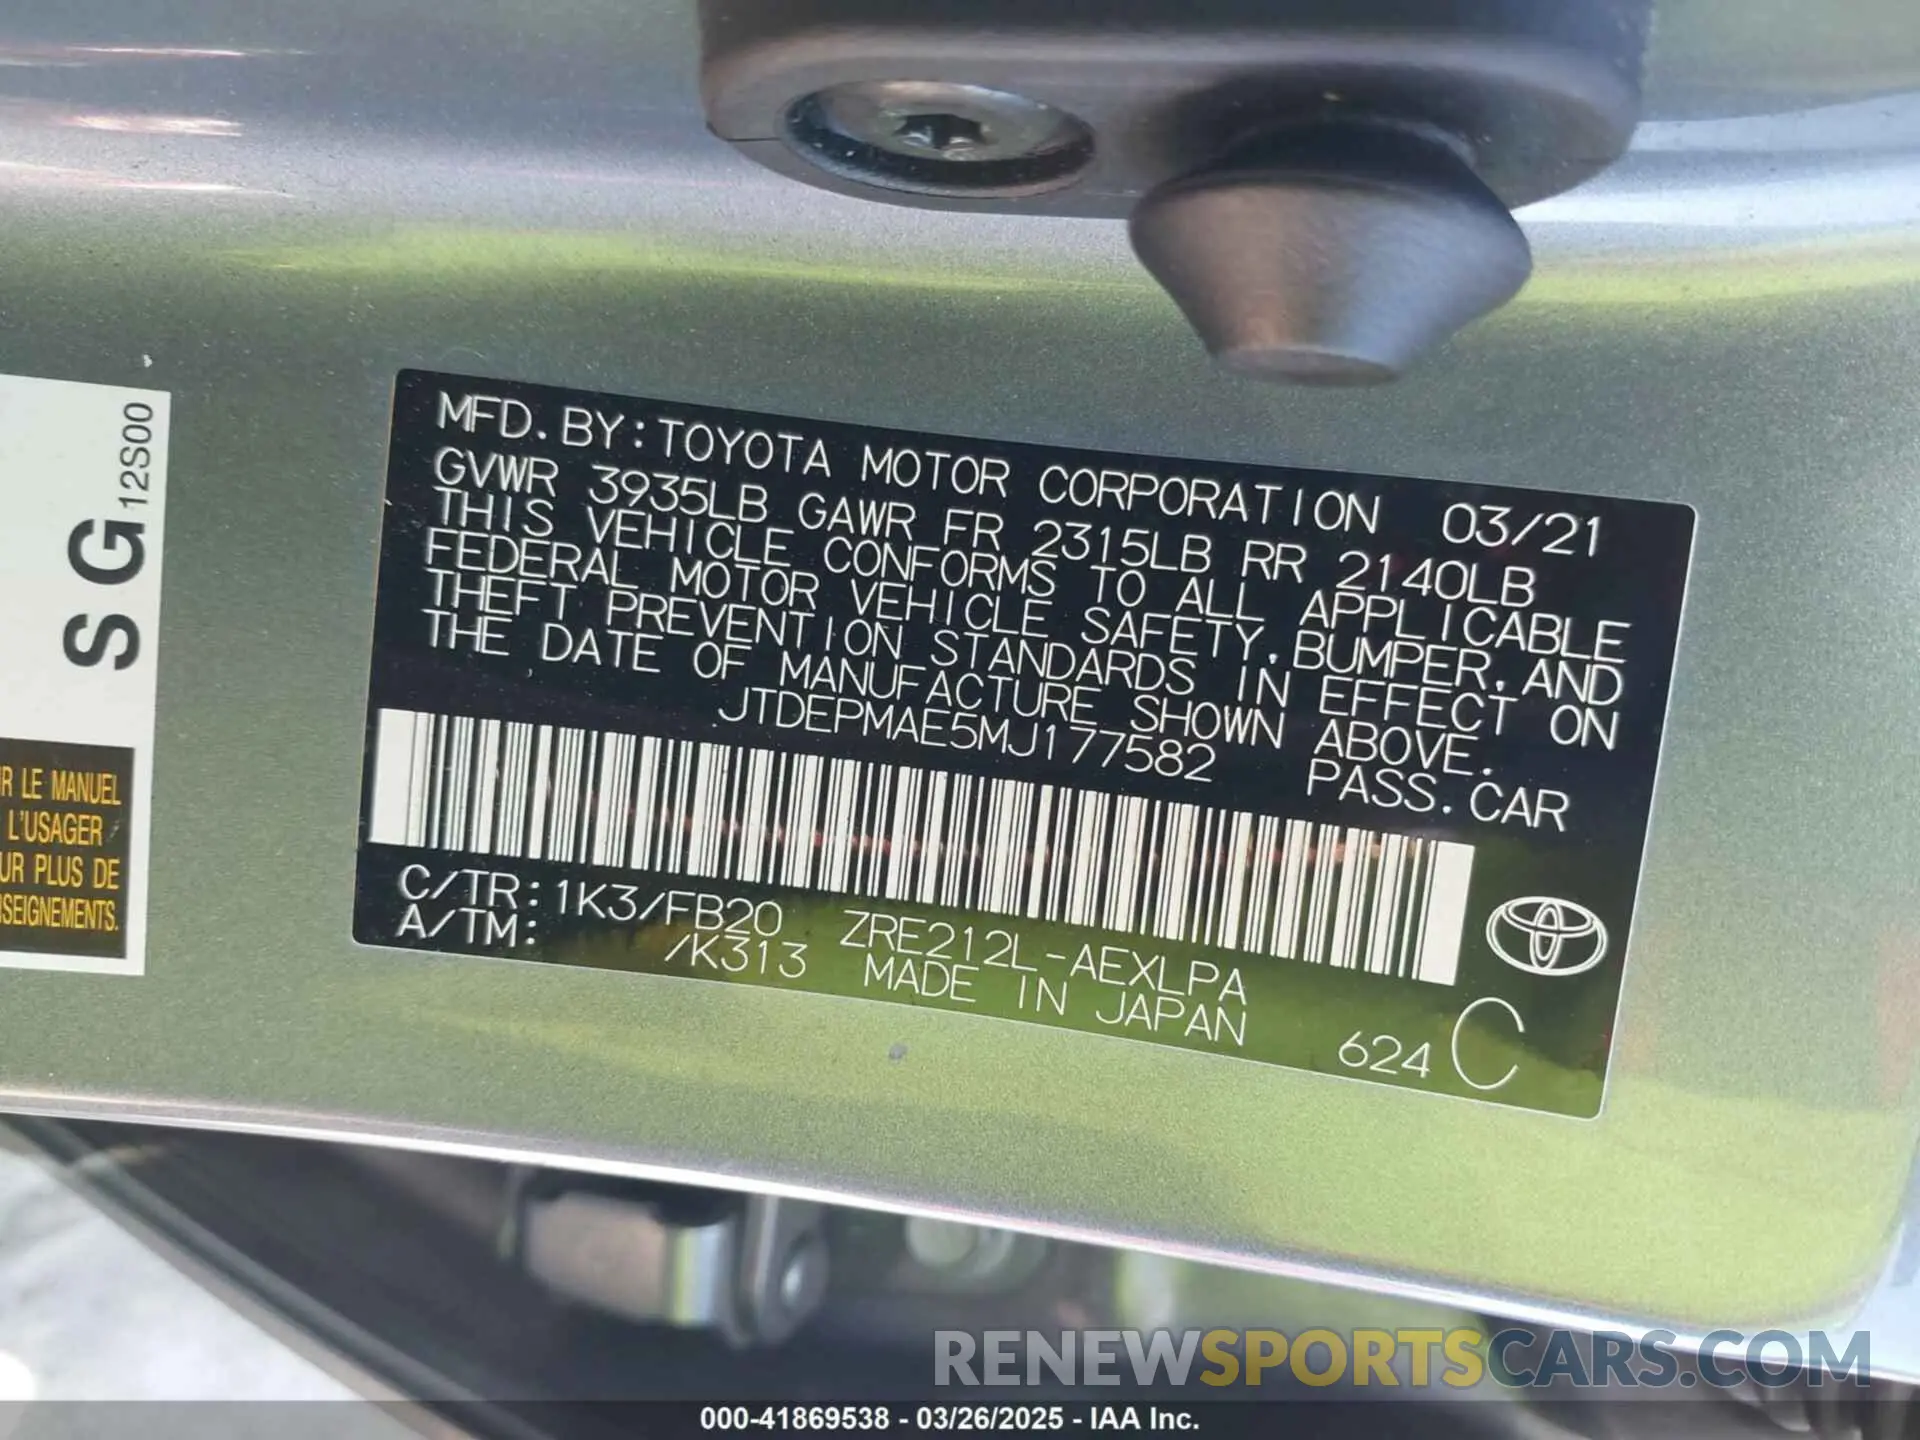 MFD. BY: TOYOTA MOTOR CORPORATION 03/21
GVWR 3935LB GAWR FR 2315LB RR 2140LB
THIS VEHICLE CONFORMS TO ALL APPLICABLE
FEDERAL MOTOR VEHICLE SAFETY, BUMPER, AND
THEFT PREVENTION STANDARDS IN EFFECT ON
THE DATE OF MANUFACTURE SHOWN ABOVE.
JTDEPMAE5MJ177582 PASS. CAR
C/TR: 1K3/FB20 ZRE212L-AEXLPA
A/TM: /K313 MADE IN JAPAN
624 C
SG 12S00
LE MANUEL
L'USAGER
PLUS DE
RENEWSPORTSCARS.COM
000-41869538 - 03/26/2025 - IAA Inc.